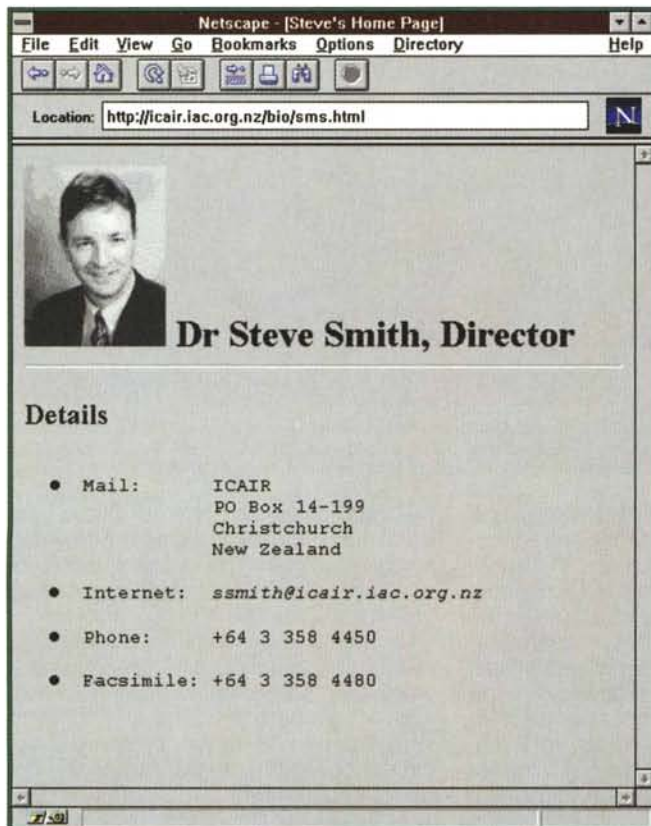 Netscape - [Steve's Home Page]
File Edit View Go Bookmarks Options Directory Help
Location: http://icair.iac.org.nz/bio/sms.html
N
Dr Steve Smith, Director
Details
● Mail: ICAIR
PO Box 14-199
Christchurch
New Zealand
● Internet: ssmith@icair.iac.org.nz
● Phone: +64 3 358 4450
● Facsimile: +64 3 358 4480